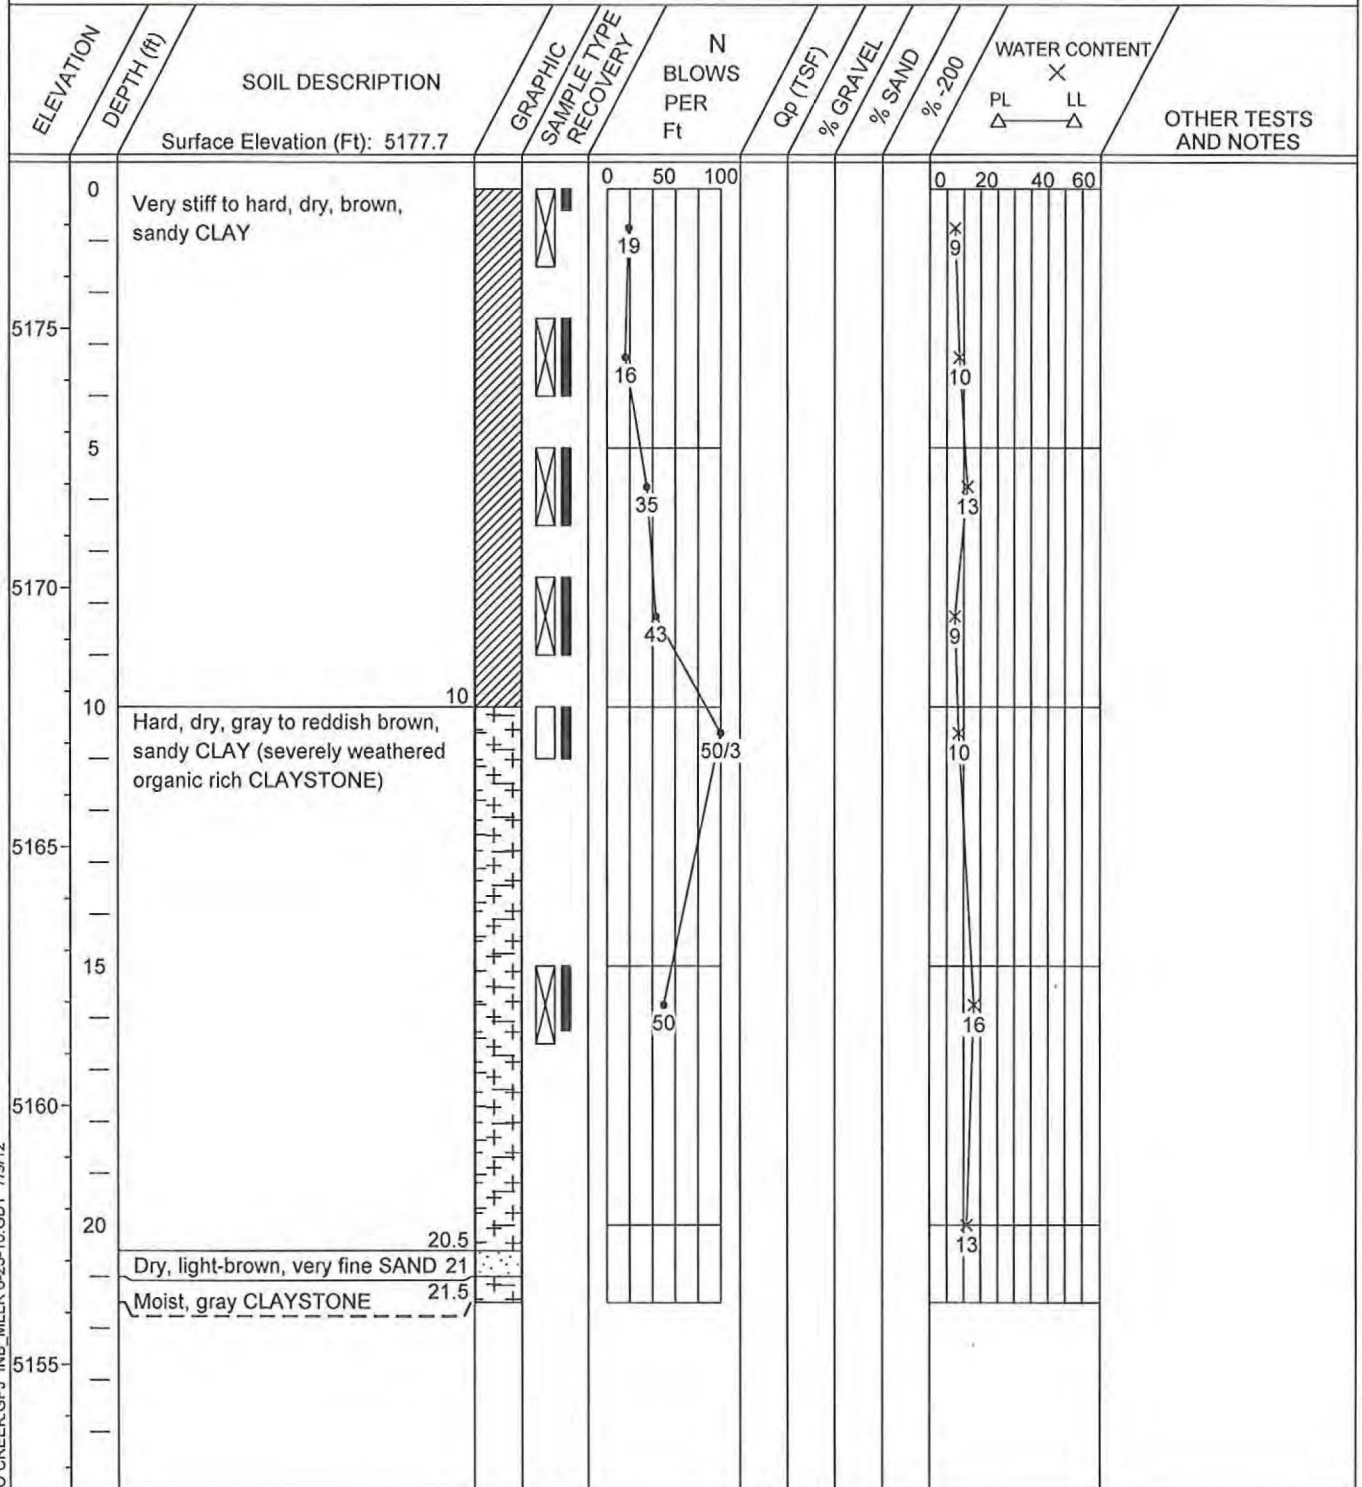 ELEVATION
DEPTH (ft)
SOIL DESCRIPTION
Surface Elevation (Ft): 5177.7
GRAPHIC
SAMPLE TYPE
RECOVERY
N
BLOWS
PER
Ft
Qp (TSF)
% GRAVEL
% SAND
% -200
WATER CONTENT
PL LL
OTHER TESTS
AND NOTES
0 50 100
0 20 40 60
0
Very stiff to hard, dry, brown,
sandy CLAY
19
9
5175
16
10
5
35
13
5170
43
9
10
10
Hard, dry, gray to reddish brown,
sandy CLAY (severely weathered
organic rich CLAYSTONE)
50/3
10
5165
15
50
16
5160
20
20.5
13
Dry, light-brown, very fine SAND 21
21.5
Moist, gray CLAYSTONE
5155